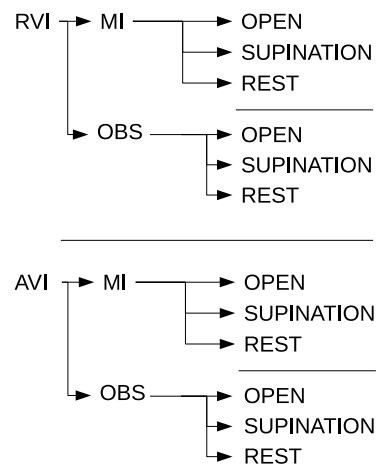 RVI MI OPEN
SUPINATION
REST
OBS OPEN
SUPINATION
REST
AVI MI OPEN
SUPINATION
REST
OBS OPEN
SUPINATION
REST